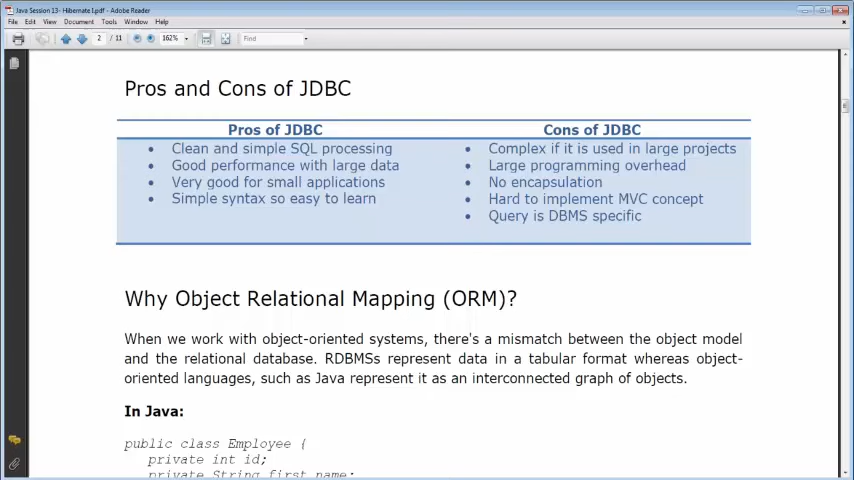 Java Session 13- Hibernate I.pdf - Adobe Reader
File Edit View Document Tools Window Help
2 / 11 162% Find
Pros and Cons of JDBC
Pros of JDBC Cons of JDBC
• Clean and simple SQL processing • Complex if it is used in large projects
• Good performance with large data • Large programming overhead
• Very good for small applications • No encapsulation
• Simple syntax so easy to learn • Hard to implement MVC concept
• Query is DBMS specific
Why Object Relational Mapping (ORM)?
When we work with object-oriented systems, there's a mismatch between the object model
and the relational database. RDBMSs represent data in a tabular format whereas object-
oriented languages, such as Java represent it as an interconnected graph of objects.
In Java:
public class Employee {
private int id;
private String first_name;